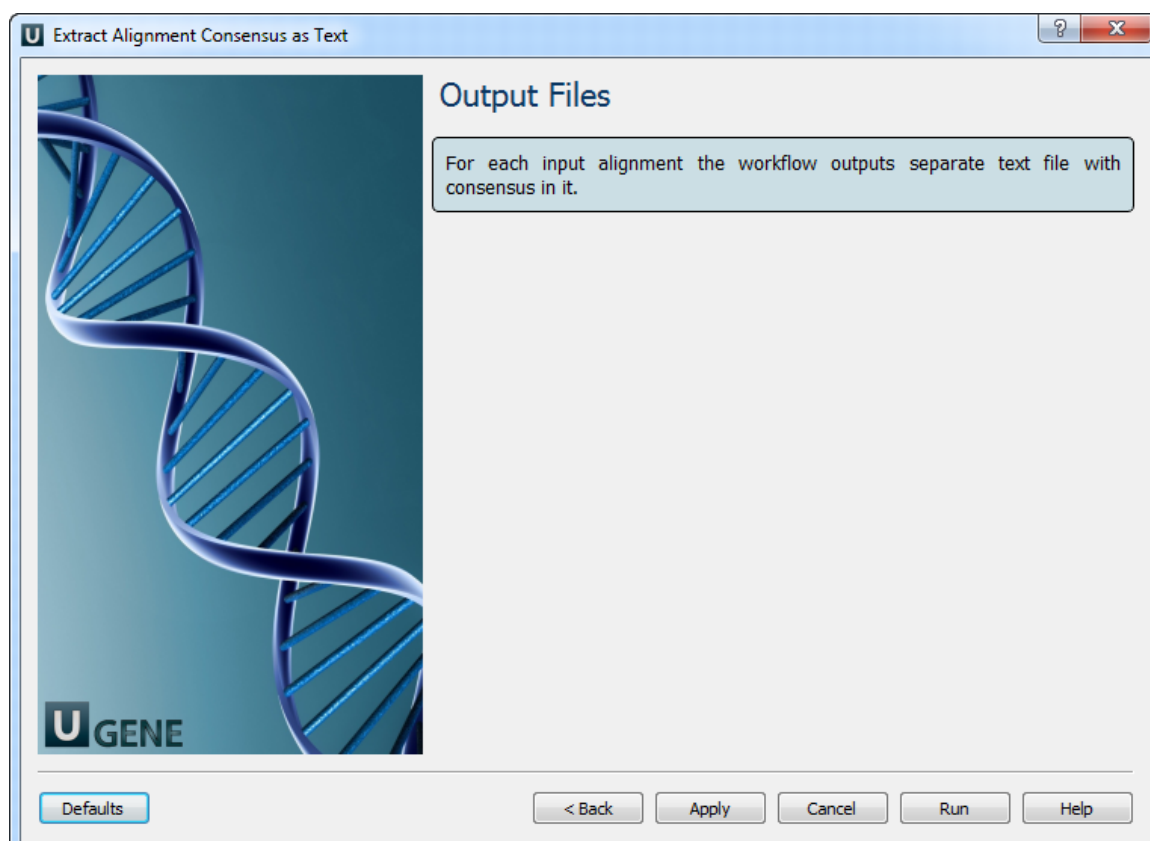 U Extract Alignment Consensus as Text
?
X
Output Files
For each input alignment the workflow outputs separate text file with
consensus in it.
U GENE
Defaults
< Back
Apply
Cancel
Run
Help